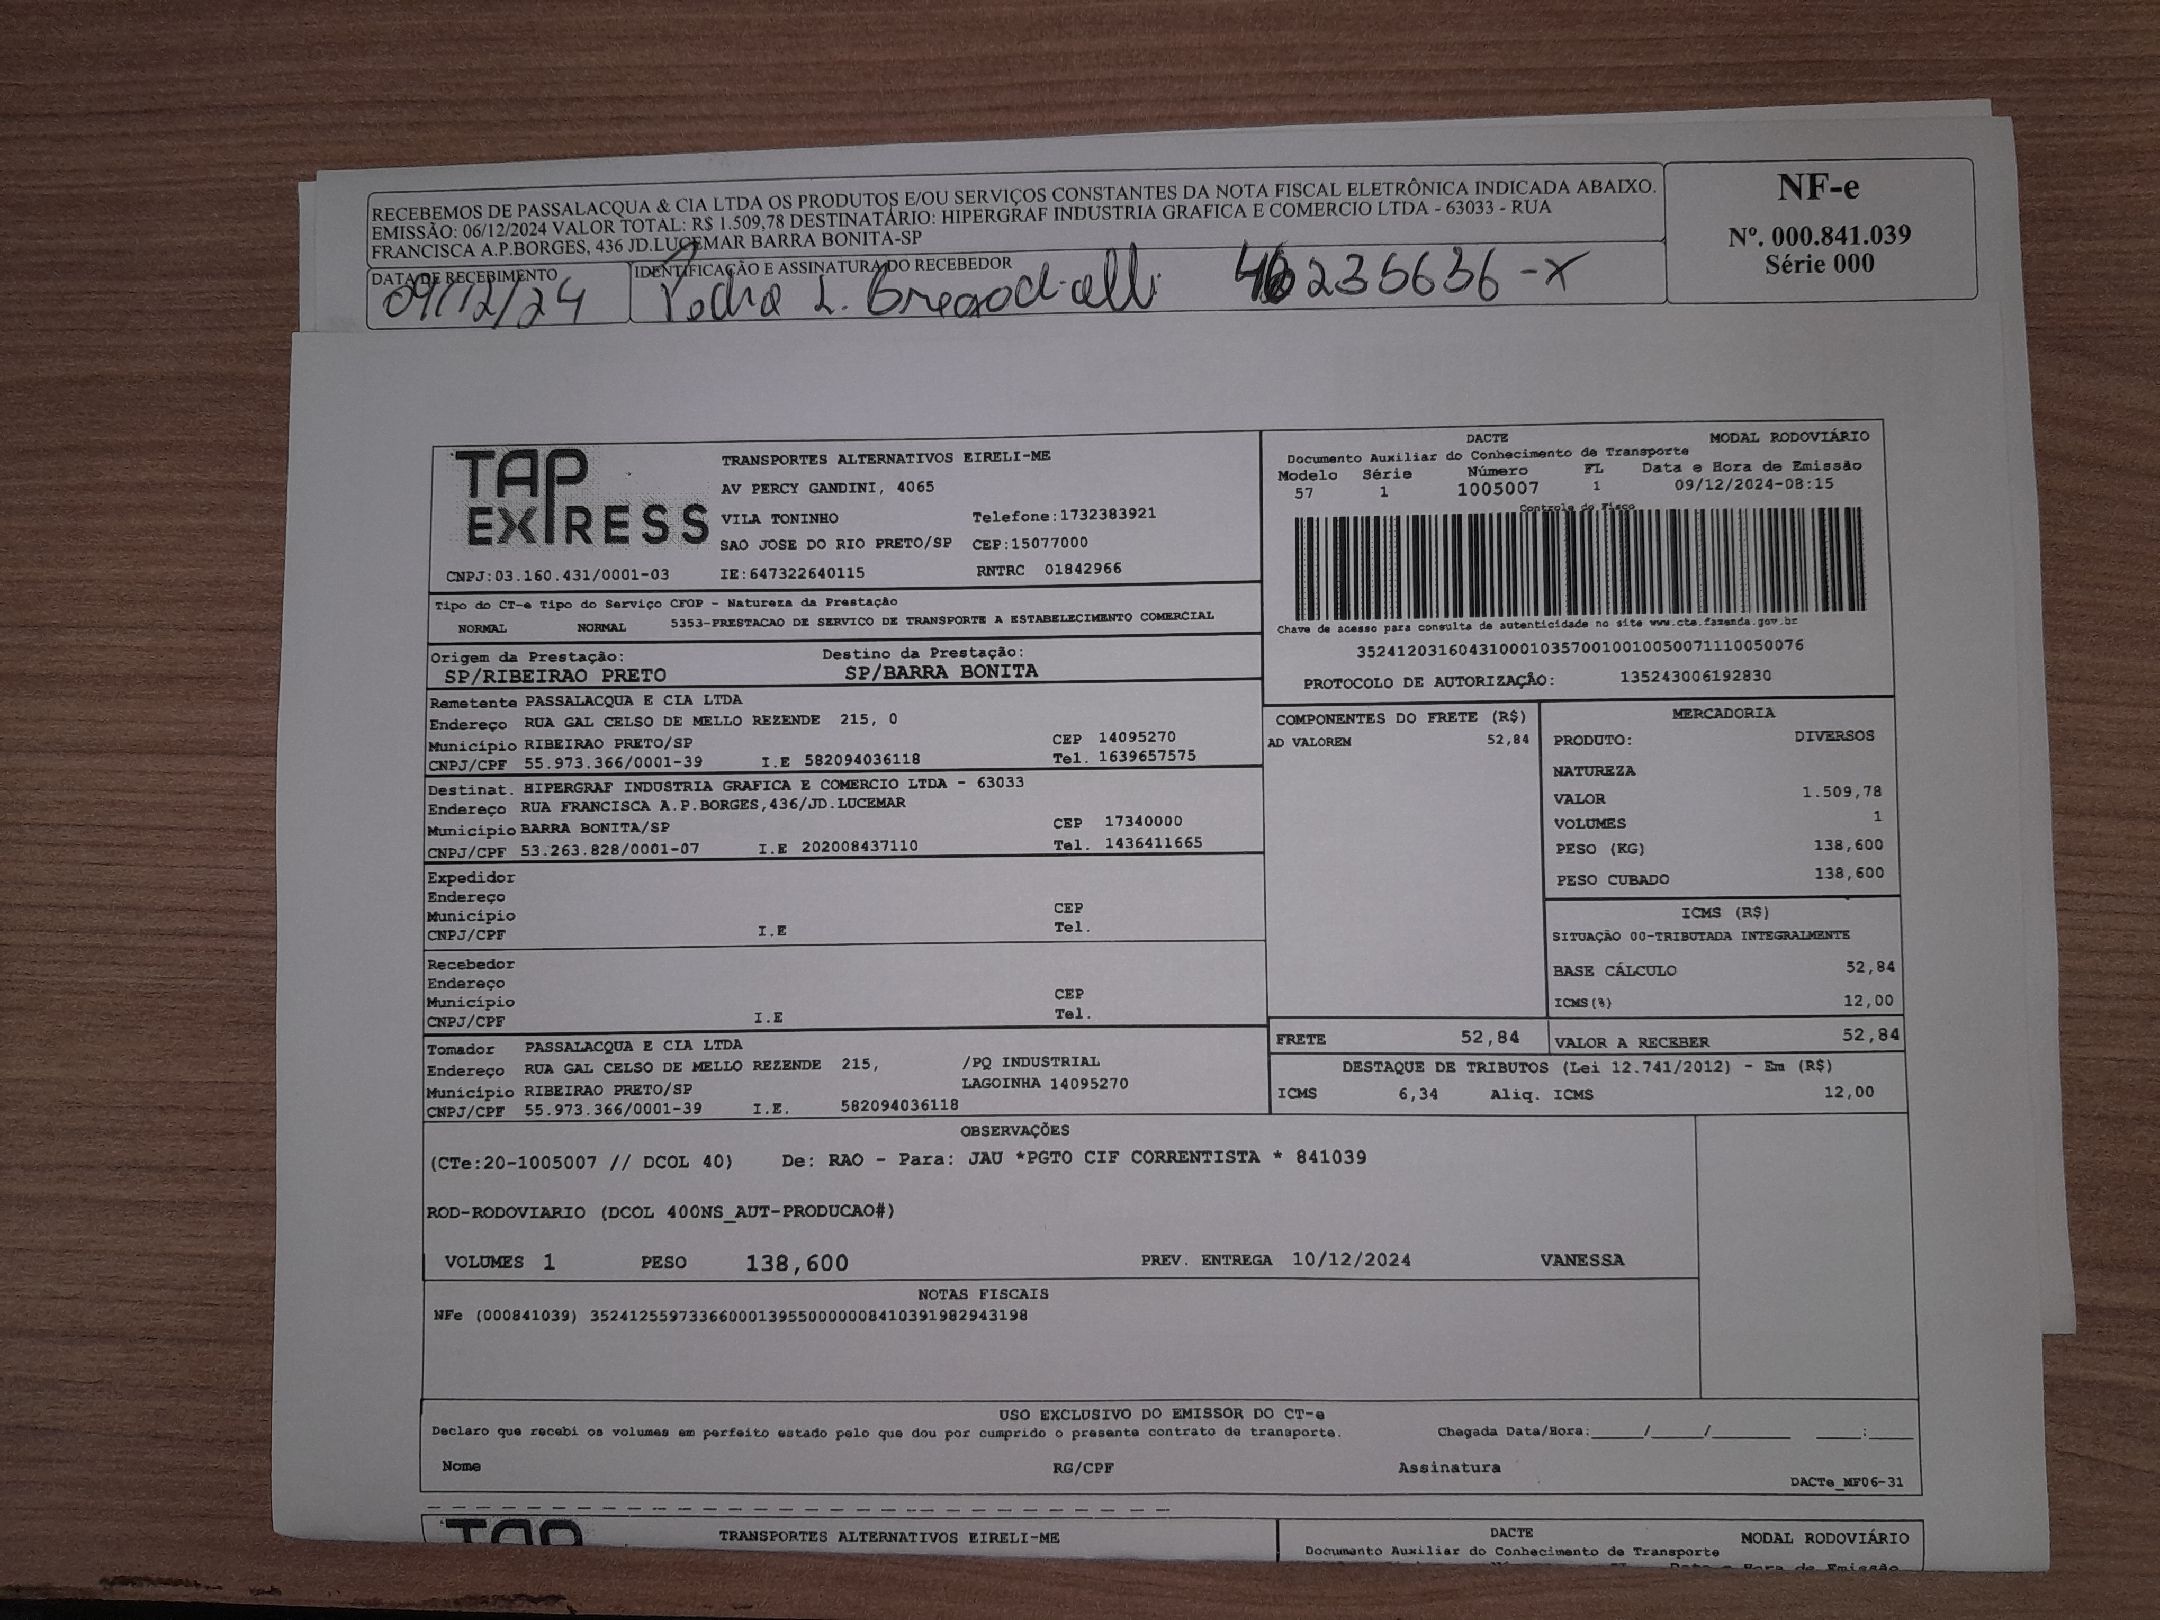 RECEBEMOS DE PASSALACQUA & CIA LTDA OS PRODUTOS E/OU SERVIÇOS CONSTANTES DA NOTA FISCAL ELETRÔNICA INDICADA ABAIXO.
EMISSÃO: 06/12/2024 VALOR TOTAL: R$ 1.509,78 DESTINATÁRIO: HIPERGRAF INDUSTRIA GRAFICA E COMERCIO LTDA - 63033 - RUA
FRANCISCA A.P.BORGES, 436 JD.LUCEMAR BARRA BONITA-SP
NF-e
Nº. 000.841.039
Série 000
DATA DE RECEBIMENTO
09/12/24
IDENTIFICAÇÃO E ASSINATURA DO RECEBEDOR
Pedro L. 235636-X
TAP EXPRESS
TRANSPORTES ALTERNATIVOS EIRELI-ME
AV PERCY GANDINI, 4065
VILA TONINHO Telefone:1732383921
SAO JOSE DO RIO PRETO/SP CEP:15077000
CNPJ:03.160.431/0001-03 IE:647322640115 RNTRC 01842966
DACTE MODAL RODOVIÁRIO
Documento Auxiliar do Conhecimento de Transporte
Modelo Série Número FL Data e Hora de Emissão
57 1 1005007 1 09/12/2024-08:15
Controle do Fisco
Chave de acesso para consulta de autenticidade no site www.cte.fazenda.gov.br
35241203160431000103570010010050071110050076
PROTOCOLO DE AUTORIZAÇÃO: 135243006192830
Tipo do CT-e Tipo do Serviço CFOP - Natureza da Prestação
NORMAL NORMAL 5353-PRESTACAO DE SERVICO DE TRANSPORTE A ESTABELECIMENTO COMERCIAL
Origem da Prestação: Destino da Prestação:
SP/RIBEIRAO PRETO SP/BARRA BONITA
Remetente PASSALACQUA E CIA LTDA
Endereço RUA GAL CELSO DE MELLO REZENDE 215, 0
Município RIBEIRAO PRETO/SP CEP 14095270
CNPJ/CPF 55.973.366/0001-39 I.E 582094036118 Tel. 1639657575
Destinat. HIPERGRAF INDUSTRIA GRAFICA E COMERCIO LTDA - 63033
Endereço RUA FRANCISCA A.P.BORGES,436/JD.LUCEMAR
Município BARRA BONITA/SP CEP 17340000
CNPJ/CPF 53.263.828/0001-07 I.E 202008437110 Tel. 1436411665
Expedidor
Endereço
Município CEP
CNPJ/CPF I.E Tel.
Recebedor
Endereço
Município CEP
CNPJ/CPF I.E Tel.
Tomador PASSALACQUA E CIA LTDA
Endereço RUA GAL CELSO DE MELLO REZENDE 215, /PQ INDUSTRIAL
Município RIBEIRAO PRETO/SP LAGOINHA 14095270
CNPJ/CPF 55.973.366/0001-39 I.E. 582094036118
COMPONENTES DO FRETE (R$)
AD VALOREM 52,84
MERCADORIA
PRODUTO: DIVERSOS
NATUREZA
VALOR 1.509,78
VOLUMES 1
PESO (KG) 138,600
PESO CUBADO 138,600
ICMS (R$)
SITUAÇÃO 00-TRIBUTADA INTEGRALMENTE
BASE CÁLCULO 52,84
ICMS(%) 12,00
FRETE 52,84 VALOR A RECEBER 52,84
DESTAQUE DE TRIBUTOS (Lei 12.741/2012) - Em (R$)
ICMS 6,34 Aliq. ICMS 12,00
OBSERVAÇÕES
(CTe:20-1005007 // DCOL 40) De: RAO - Para: JAU *PGTO CIF CORRENTISTA * 841039
ROD-RODOVIARIO (DCOL 400NS_AUT-PRODUCAO#)
VOLUMES 1 PESO 138,600 PREV. ENTREGA 10/12/2024 VANESSA
NOTAS FISCAIS
NFe (000841039) 35241255973366000139550000008410391982943198
USO EXCLUSIVO DO EMISSOR DO CT-e
Declaro que recebi os volumes em perfeito estado pelo que dou por cumprido o presente contrato de transporte. Chegada Data/Hora:_____/_____/_______ ____:____
Nome RG/CPF Assinatura
DACTe_MF06-31
TAP TRANSPORTES ALTERNATIVOS EIRELI-ME DACTE MODAL RODOVIÁRIO
Documento Auxiliar do Conhecimento de Transporte